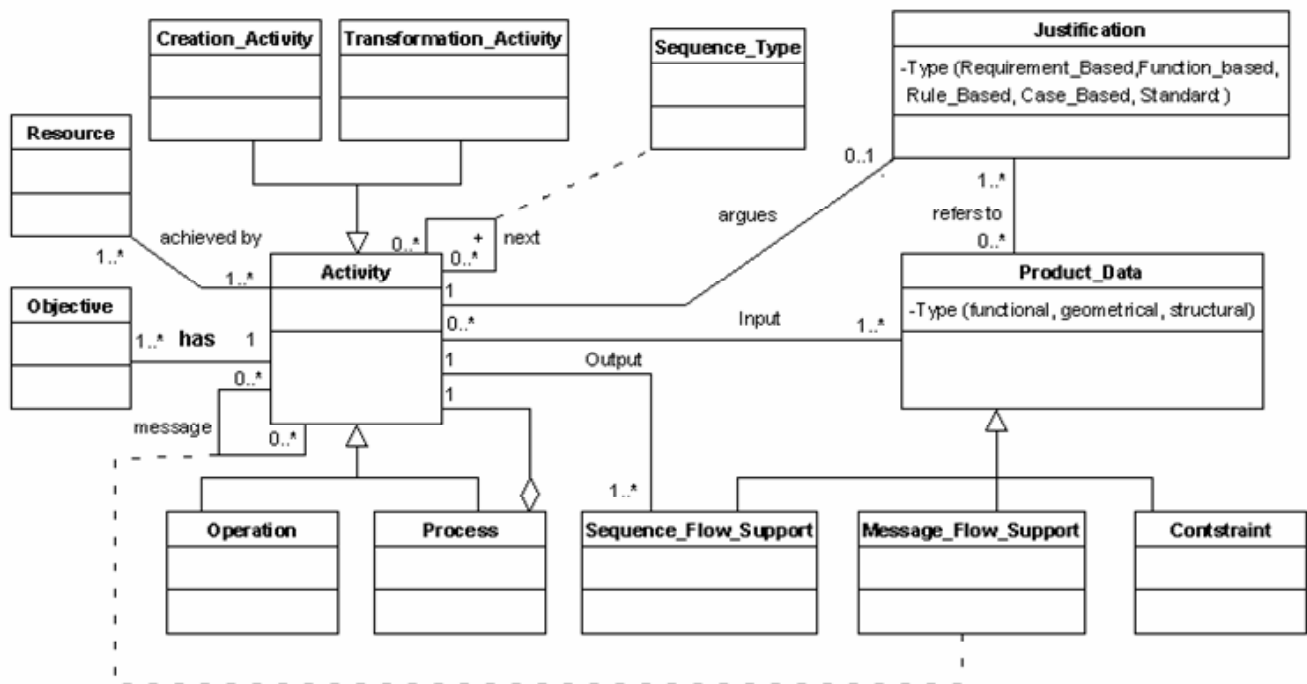 Creation_Activity
Transformation_Activity
Sequence_Type
Justification
-Type (Requirement_Based,Function_based,
Rule_Based, Case_Based, Standard)
Resource
0..1
1..*
achieved by
0..*
+
next
argues
refers to
1..*
1..*
0..*
0..*
Activity
1
Product_Data
Objective
0..*
Input
1..*
-Type (functional, geometrical, structural)
1..*
has
1
1
Output
0..*
1
message
0..*
1..*
Operation
Process
Sequence_Flow_Support
Message_Flow_Support
Contstraint